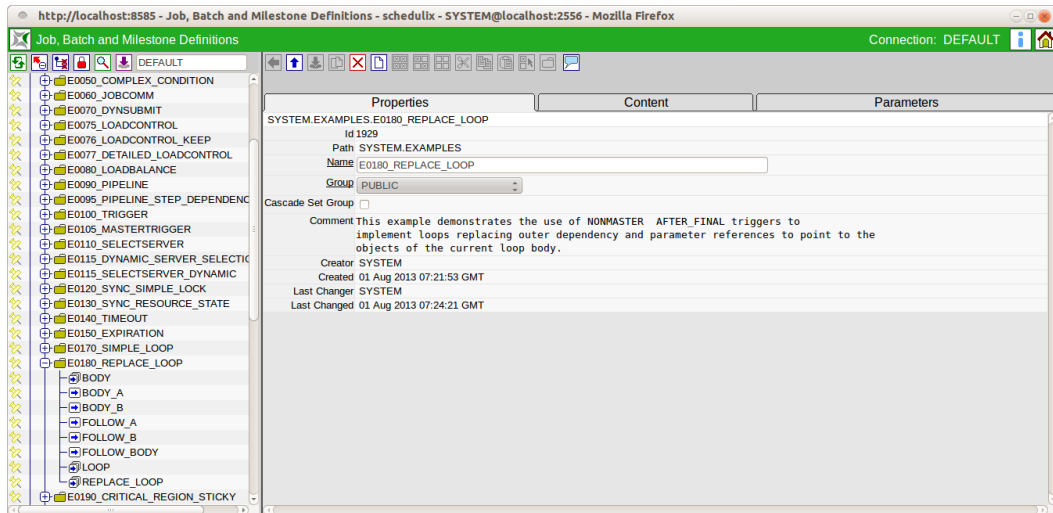 http://localhost:8585 - Job, Batch and Milestone Definitions - schedulix - SYSTEM@localhost:2556 - Mozilla Firefox
Job, Batch and Milestone Definitions
Connection: DEFAULT
DEFAULT
E0050_COMPLEX_CONDITION
E0060_JOBCOMM
E0070_DYNSUBMIT
E0075_LOADCONTROL
E0076_LOADCONTROL_KEEP
E0077_DETAILED_LOADCONTROL
E0080_LOADBALANCE
E0090_PIPELINE
E0095_PIPELINE_STEP_DEPENDENC
E0100_TRIGGER
E0105_MASTERTRIGGER
E0110_SELECTSERVER
E0115_DYNAMIC_SERVER_SELECTIO
E0115_SELECTSERVER_DYNAMIC
E0120_SYNC_SIMPLE_LOCK
E0130_SYNC_RESOURCE_STATE
E0140_TIMEOUT
E0150_EXPIRATION
E0170_SIMPLE_LOOP
E0180_REPLACE_LOOP
BODY
BODY_A
BODY_B
FOLLOW_A
FOLLOW_B
FOLLOW_BODY
LOOP
REPLACE_LOOP
E0190_CRITICAL_REGION_STICKY
Properties
Content
Parameters
SYSTEM.EXAMPLES.E0180_REPLACE_LOOP
Id 1929
Path SYSTEM.EXAMPLES
Name E0180_REPLACE_LOOP
Group PUBLIC
Cascade Set Group
Comment This example demonstrates the use of NONMASTER AFTER_FINAL triggers to
implement loops replacing outer dependency and parameter references to point to the
objects of the current loop body.
Creator SYSTEM
Created 01 Aug 2013 07:21:53 GMT
Last Changer SYSTEM
Last Changed 01 Aug 2013 07:24:21 GMT